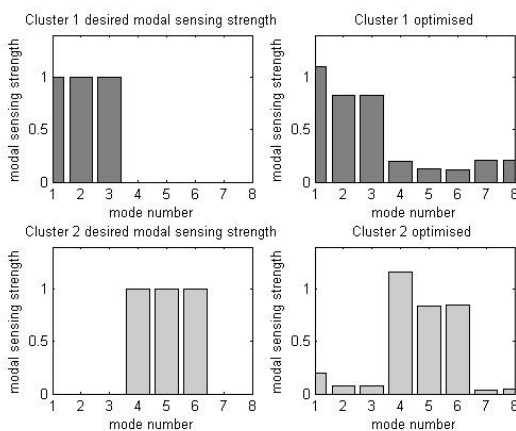 Cluster 1 desired modal sensing strength
modal sensing strength
1
0.5
0
1 2 3 4 5 6 7 8
mode number
Cluster 1 optimised
modal sensing strength
1
0.5
0
1 2 3 4 5 6 7 8
mode number
Cluster 2 desired modal sensing strength
modal sensing strength
1
0.5
0
1 2 3 4 5 6 7 8
mode number
Cluster 2 optimised
modal sensing strength
1
0.5
0
1 2 3 4 5 6 7 8
mode number